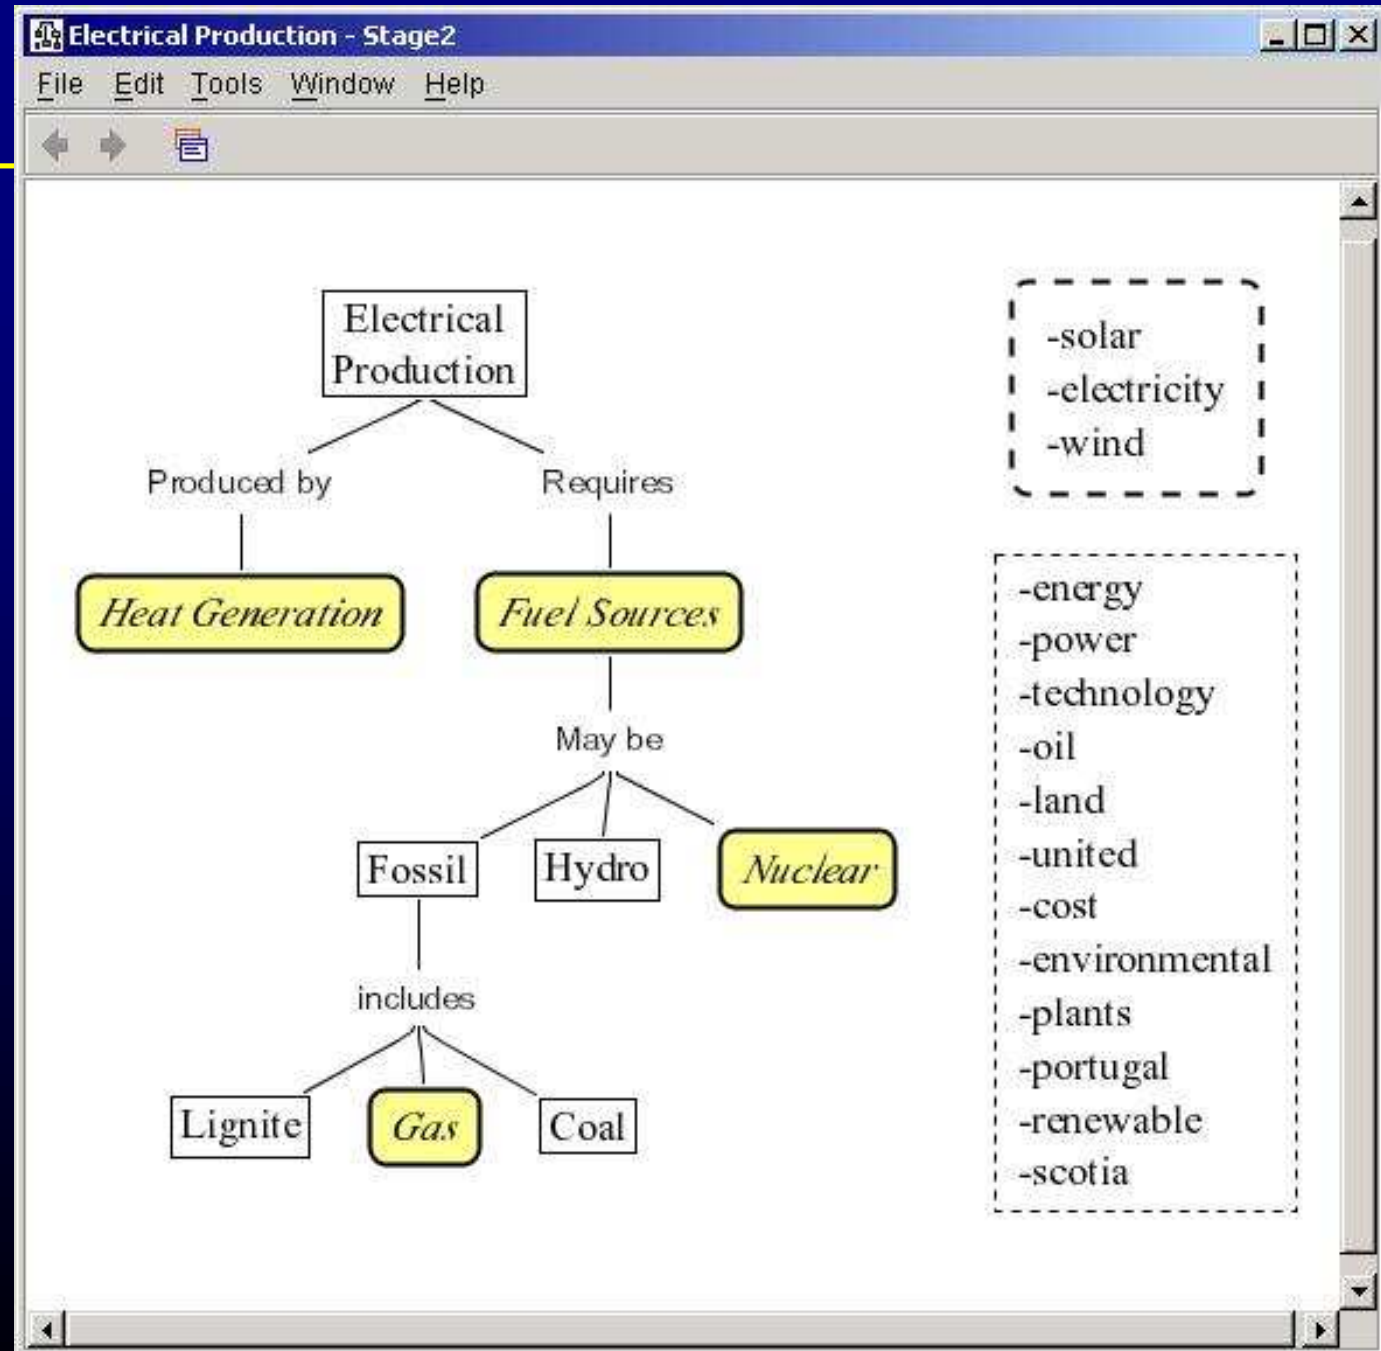 Electrical Production - Stage2
File Edit Tools Window Help
Electrical
Production
Produced by
Requires
Heat Generation
Fuel Sources
May be
Fossil
Hydro
Nuclear
includes
Lignite
Gas
Coal
-solar
-electricity
-wind
-energy
-power
-technology
-oil
-land
-united
-cost
-environmental
-plants
-portugal
-renewable
-scotia